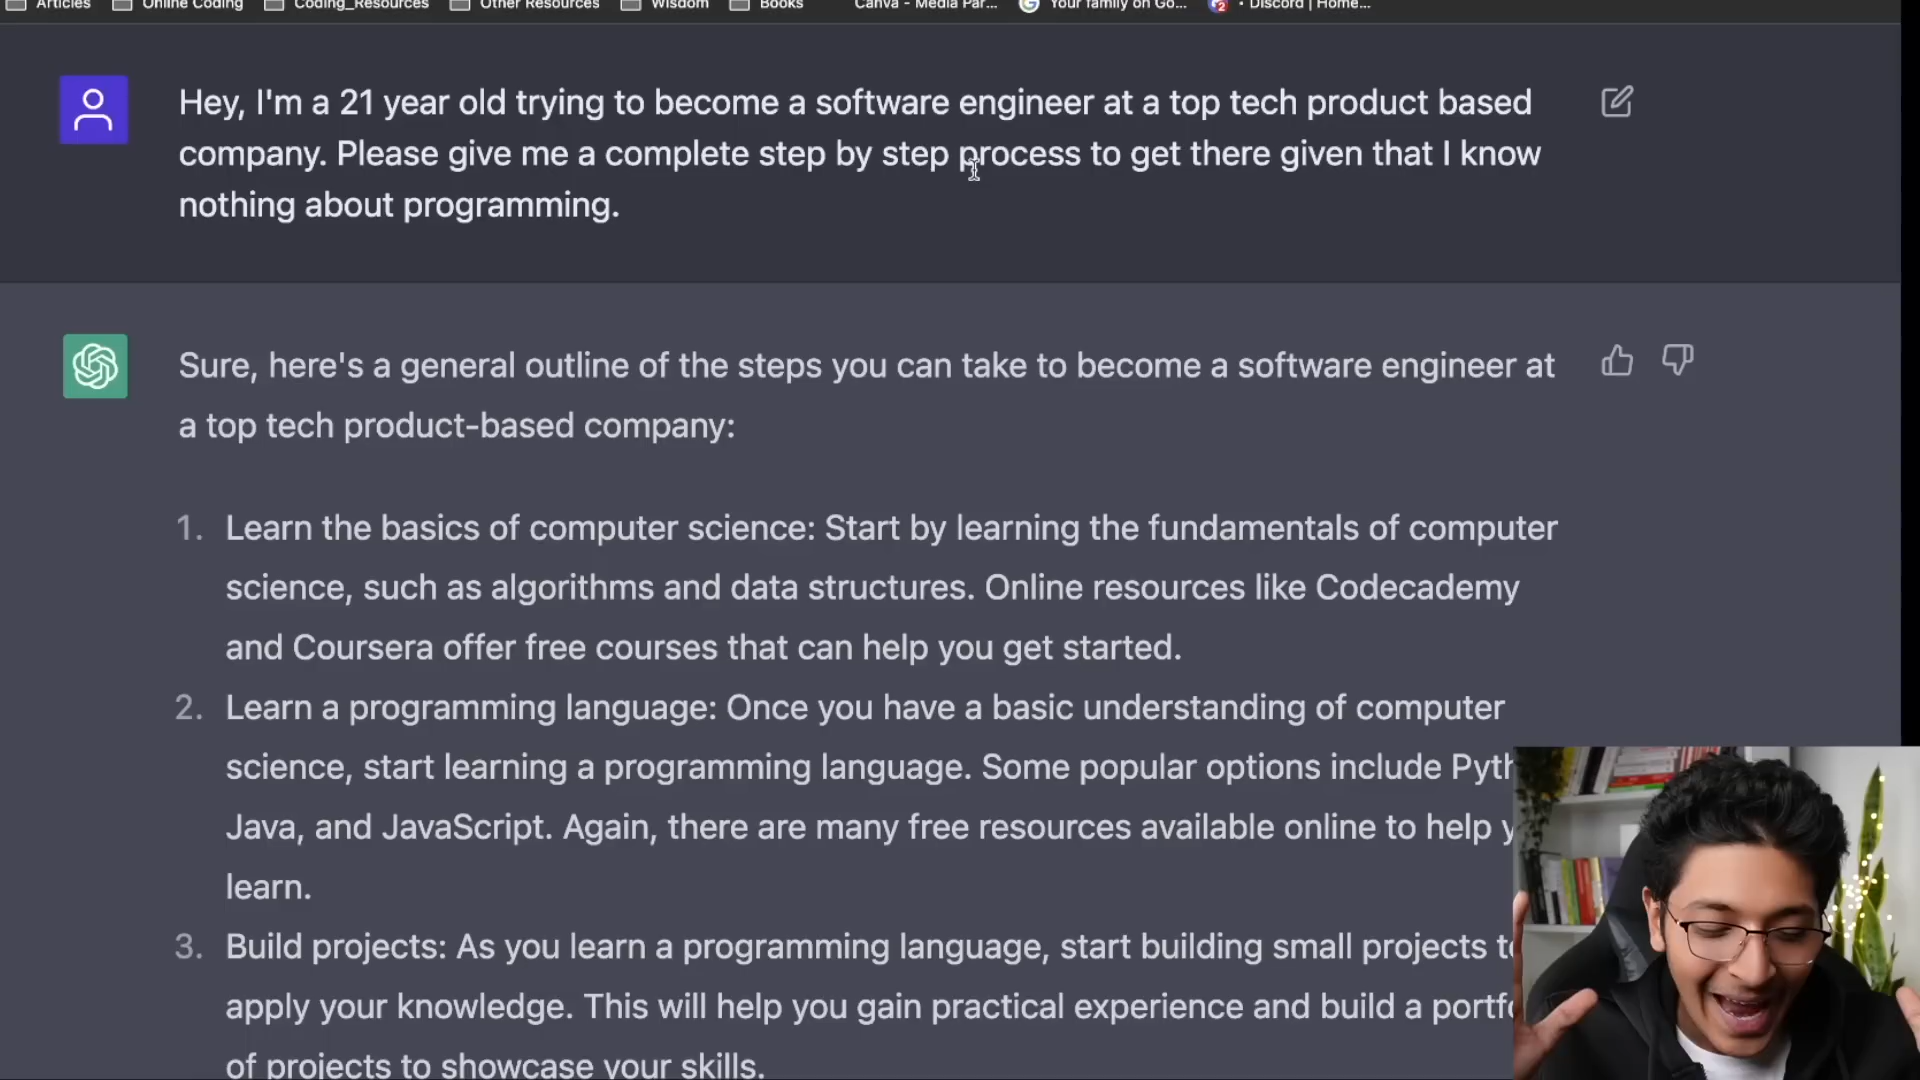 Articles Online Coding Coding_Resources Other Resources Wisdom Books Canva - Media Par... Your family on Go... 2 • Discord | Home...
Hey, I'm a 21 year old trying to become a software engineer at a top tech product based
company. Please give me a complete step by step process to get there given that I know
nothing about programming.
Sure, here's a general outline of the steps you can take to become a software engineer at
a top tech product-based company:
1. Learn the basics of computer science: Start by learning the fundamentals of computer
science, such as algorithms and data structures. Online resources like Codecademy
and Coursera offer free courses that can help you get started.
2. Learn a programming language: Once you have a basic understanding of computer
science, start learning a programming language. Some popular options include Pyth
Java, and JavaScript. Again, there are many free resources available online to help y
learn.
3. Build projects: As you learn a programming language, start building small projects to
apply your knowledge. This will help you gain practical experience and build a portfo
of projects to showcase your skills.